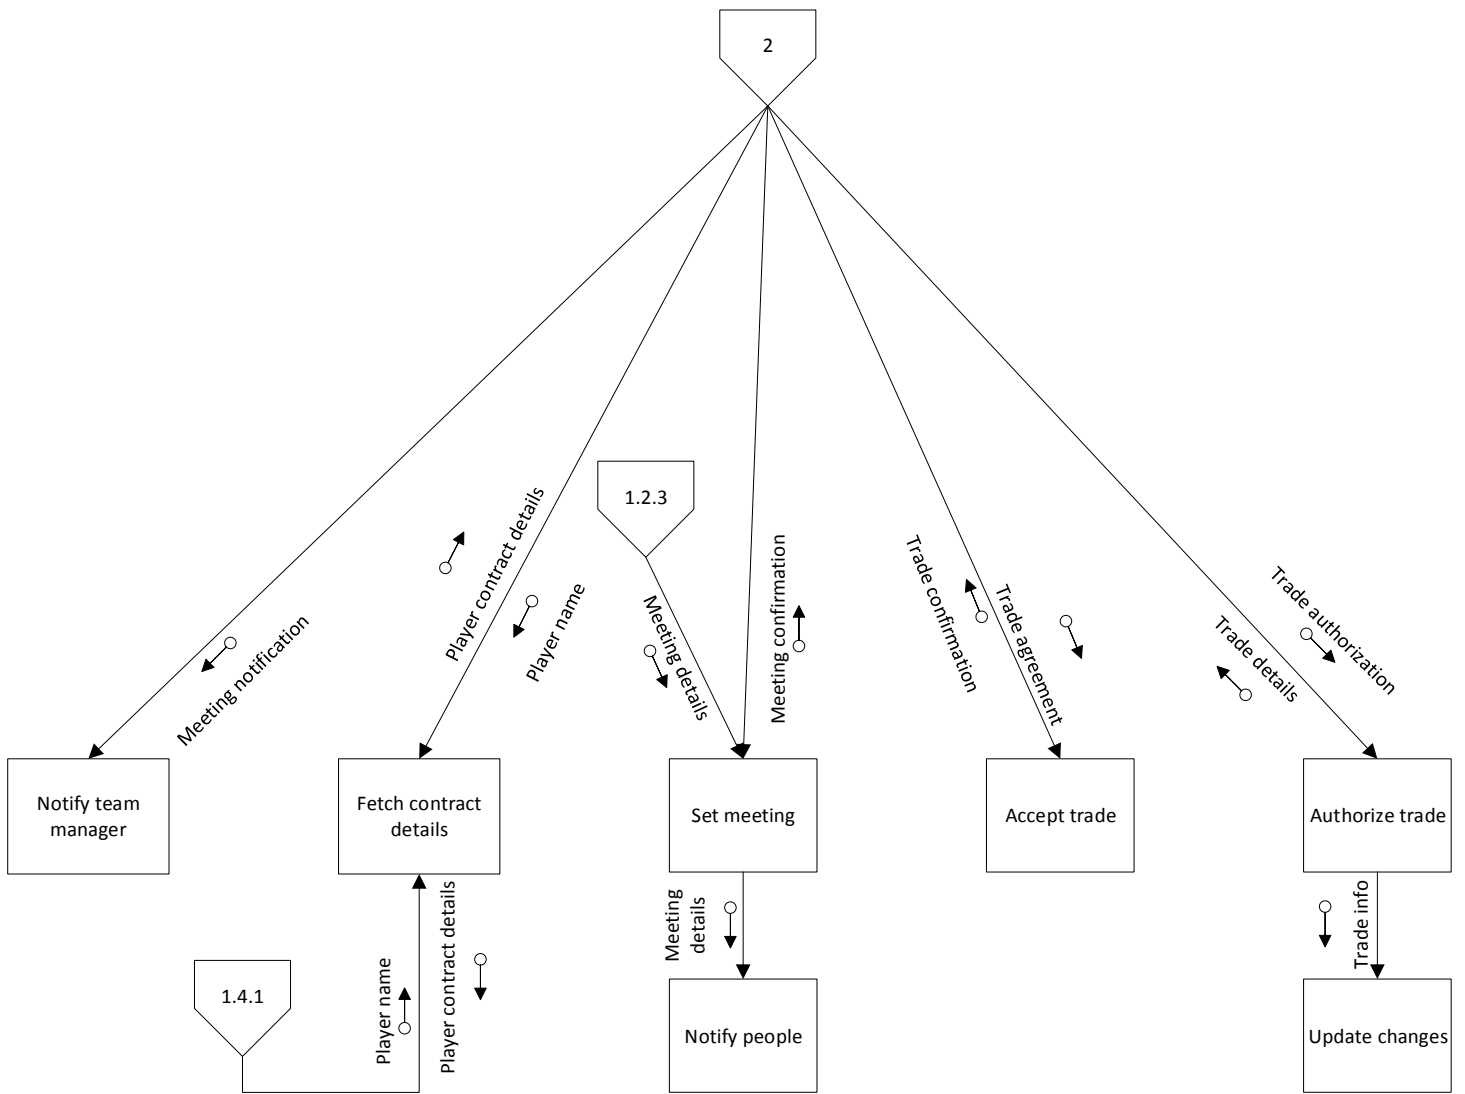 2
1.2.3
Player contract details
Player name
Meeting notification
Meeting details
Meeting confirmation
Trade confirmation
Trade agreement
Trade authorization
Trade details
Notify team
manager
Fetch contract
details
Set meeting
Accept trade
Authorize trade
Player name
Player contract details
Meeting
details
Trade info
1.4.1
Notify people
Update changes